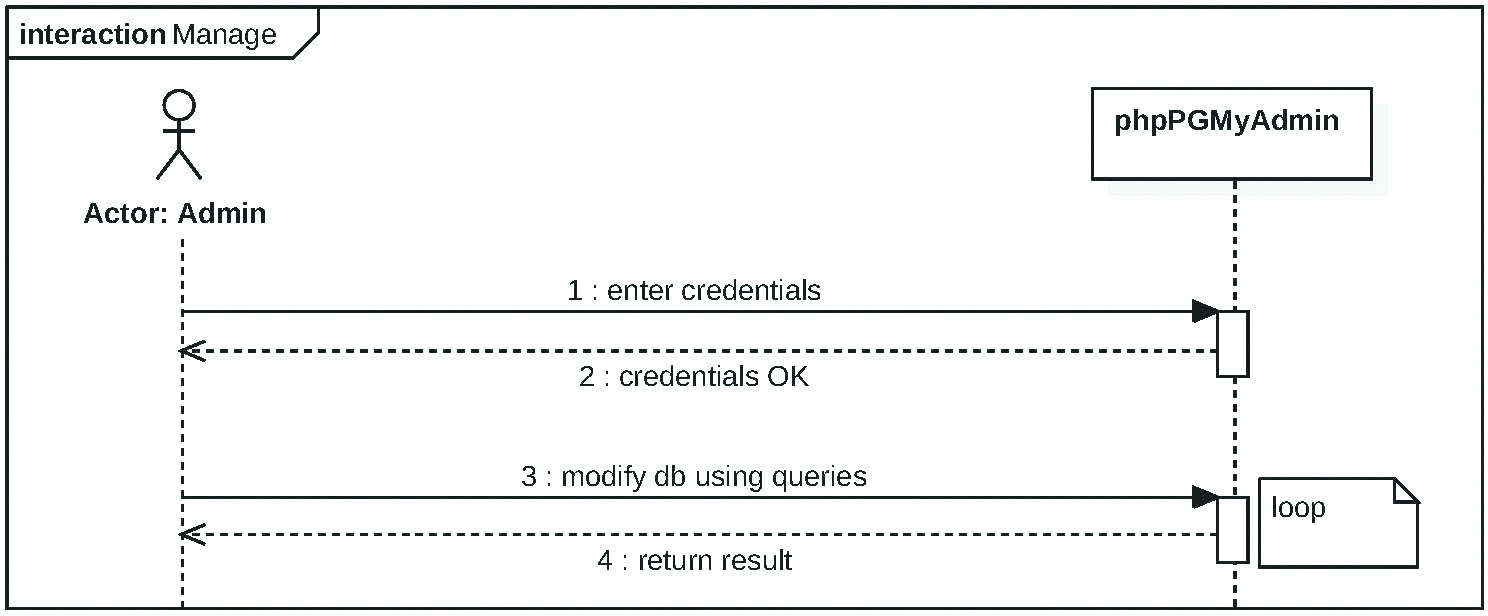 interaction Manage
phpPGMyAdmin
Actor: Admin
1 : enter credentials
2 : credentials OK
3 : modify db using queries
loop
4 : return result